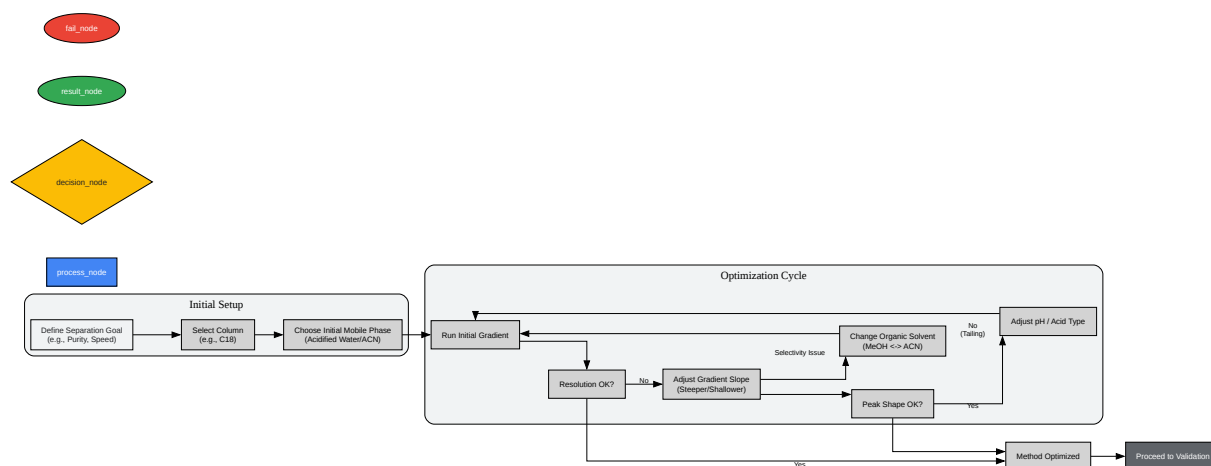 fail_node
result_node
decision_node
process_node
Initial Setup
Define Separation Goal
(e.g., Purity, Speed)
Select Column
(e.g., C18)
Choose Initial Mobile Phase
(Acidified Water/ACN)
Optimization Cycle
Run Initial Gradient
Resolution OK?
No
Adjust Gradient Slope
(Steeper/Shallower)
Selectivity Issue
Change Organic Solvent
(MeOH <-> ACN)
No
(Tailing)
Adjust pH / Acid Type
Peak Shape OK?
Yes
Yes
Method Optimized
Proceed to Validation